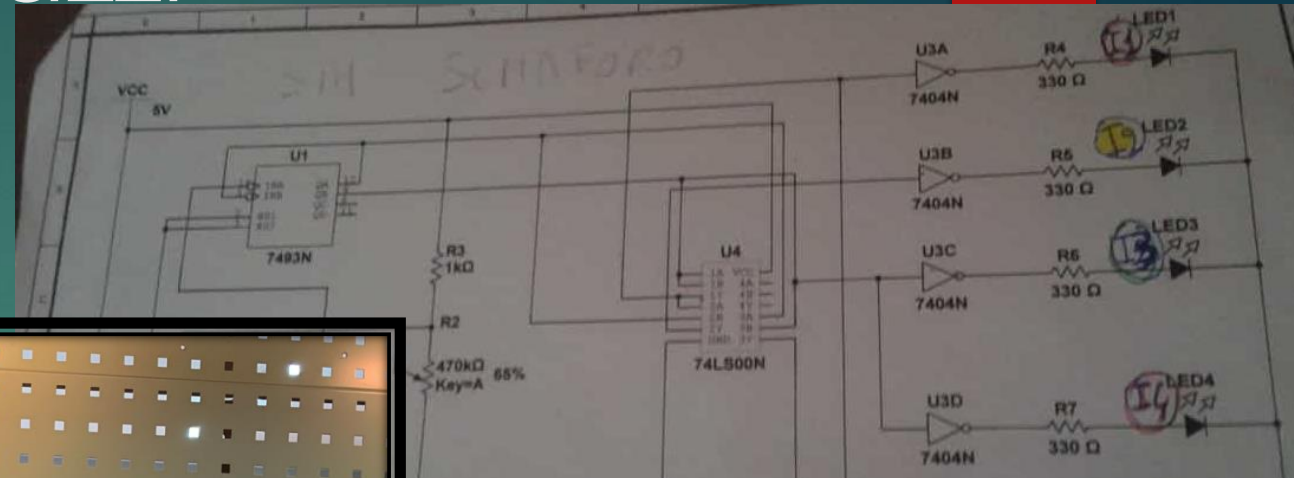 SEMAFORO
VCC
5V
U1
7493N
R3
1kΩ
R2
470kΩ
Key=A
65%
U4
1A VCC
1B 4A
1Y 4B
2A 4Y
2B 3A
2Y 3B
GND 3Y
74LS00N
U3A
7404N
R4
330 Ω
I1
LED1
U3B
7404N
R5
330 Ω
I2
LED2
U3C
7404N
R6
330 Ω
I3
LED3
U3D
7404N
R7
330 Ω
I4
LED4